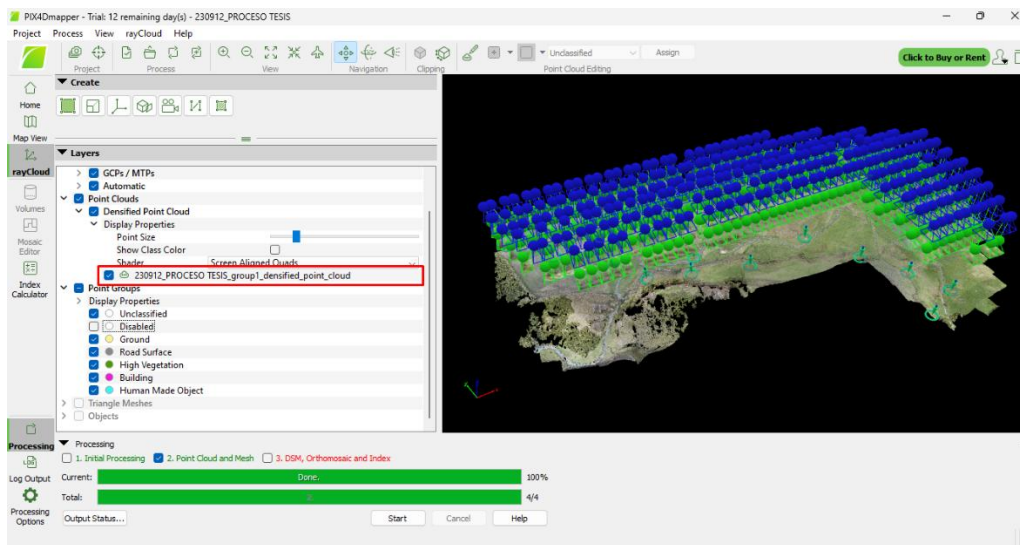 PIX4Dmapper - Trial: 12 remaining day(s) - 230912_PROCESO TESIS
Project Process View rayCloud Help
Unclassified Assign
Click to Buy or Rent
Project Process View Navigation Clipping Point Cloud Editing
Home
Map View
rayCloud
Volumes
Mosaic Editor
Index Calculator
Create
Layers
GCPs / MTPs
Automatic
Point Clouds
Densified Point Cloud
Display Properties
Point Size
Show Class Color
Shader Screen Aligned Quads
230912_PROCESO TESIS_group1_densified_point_cloud
Point Groups
Display Properties
Unclassified
Disabled
Ground
Road Surface
High Vegetation
Building
Human Made Object
Triangle Meshes
Objects
Processing
Log Output
Processing Options
Processing
1. Initial Processing 2. Point Cloud and Mesh 3. DSM, Orthomosaic and Index
Current: Done. 100%
Total: 2. 4/4
Output Status... Start Cancel Help